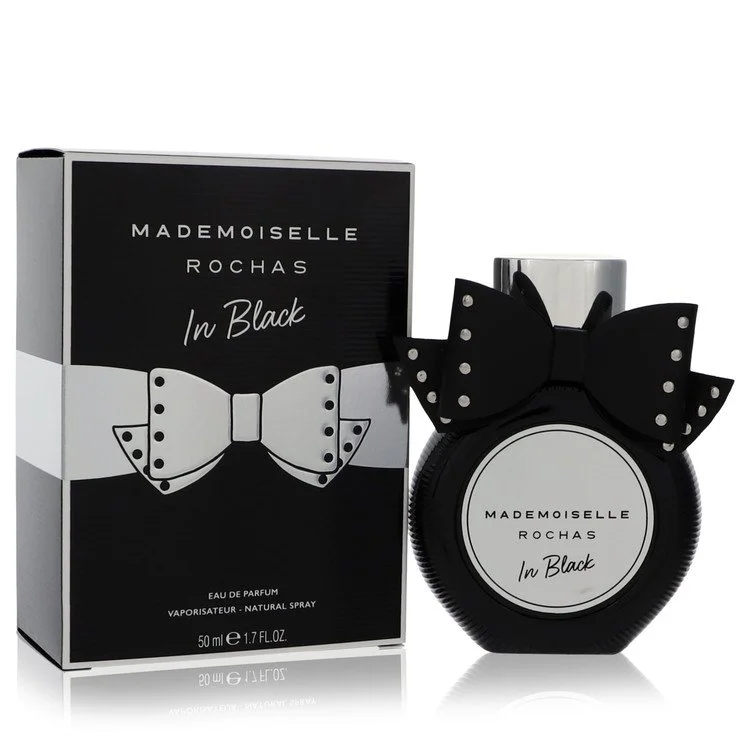 MADEMOISELLE
ROCHAS
In Black
EAU DE PARFUM
VAPORISATEUR - NATURAL SPRAY
50 ml ℮ 1.7 FL.OZ.
MADEMOISELLE
ROCHAS
In Black